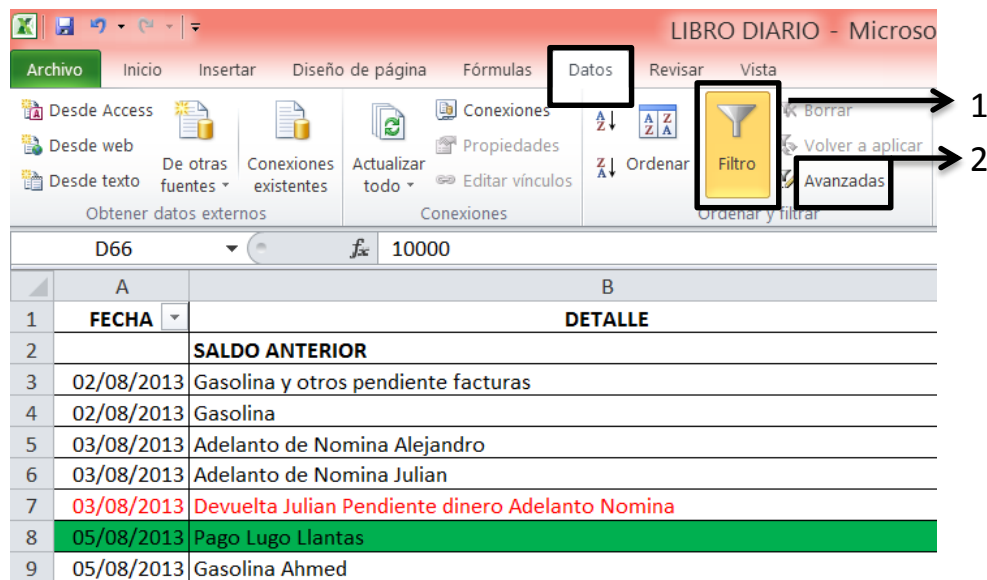 LIBRO DIARIO - Microso
Archivo Inicio Insertar Diseño de página Fórmulas Datos Revisar Vista
Desde Access
Desde web
Desde texto
De otras fuentes
Conexiones existentes
Obtener datos externos
Actualizar todo
Conexiones
Propiedades
Editar vínculos
Conexiones
Ordenar
Filtro
Borrar
Volver a aplicar
Avanzadas
Ordenar y filtrar
1
2
D66 fx 10000
A B
1 FECHA DETALLE
2 SALDO ANTERIOR
3 02/08/2013 Gasolina y otros pendiente facturas
4 02/08/2013 Gasolina
5 03/08/2013 Adelanto de Nomina Alejandro
6 03/08/2013 Adelanto de Nomina Julian
7 03/08/2013 Devuelta Julian Pendiente dinero Adelanto Nomina
8 05/08/2013 Pago Lugo Llantas
9 05/08/2013 Gasolina Ahmed